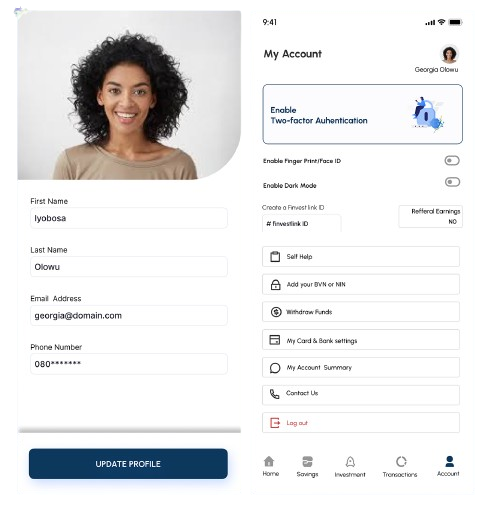 First Name
Iyobosa
Last Name
Olowu
Email Address
georgia@domain.com
Phone Number
080*******
UPDATE PROFILE
9:41
My Account
Georgia Olowu
Enable
Two-factor Auhentication
Enable Finger Print/Face ID
Enable Dark Mode
Create a Finvest link ID
# finvestlink ID
Refferal Earnings
NO
Self Help
Add your BVN or NIN
Withdraw Funds
My Card & Bank settings
My Account Summary
Contact Us
Log out
Home
Savings
Investment
Transactions
Account